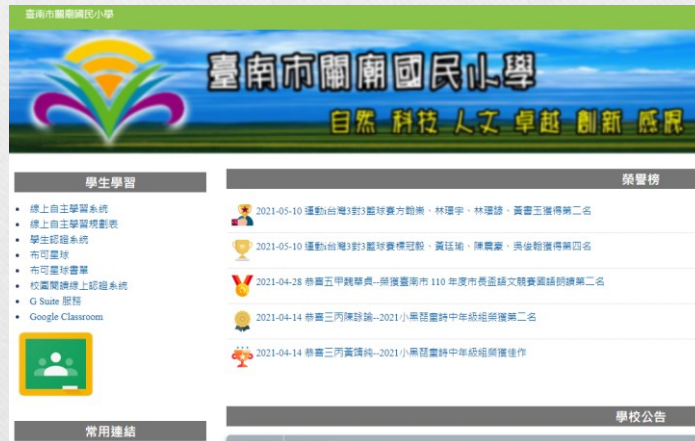 臺南市關廟國民小學
臺南市關廟國民小學
自然 科技 人文 卓越 創新 感恩
學生學習
線上自主學習系統
線上自主學習規劃表
學生認證系統
布可星球
布可星球書單
校園閱讀線上認證系統
G Suite 服務
Google Classroom
常用連結
榮譽榜
2021-05-10 運動i台灣3對3籃球賽方翰崇、林璟宇、林璟諺、黃書玉獲得第二名
2021-05-10 運動i台灣3對3籃球賽標冠毅、黃廷瑜、陳震豪、吳俊翰獲得第四名
2021-04-28 恭喜五甲魏華貞--榮獲臺南市 110 年度市長盃語文競賽國語朗讀第二名
2021-04-14 恭喜三丙陳詠諭--2021小黑琵童詩中年級組榮獲第二名
2021-04-14 恭喜三丙黃靖純--2021小黑琵童詩中年級組榮獲佳作
學校公告